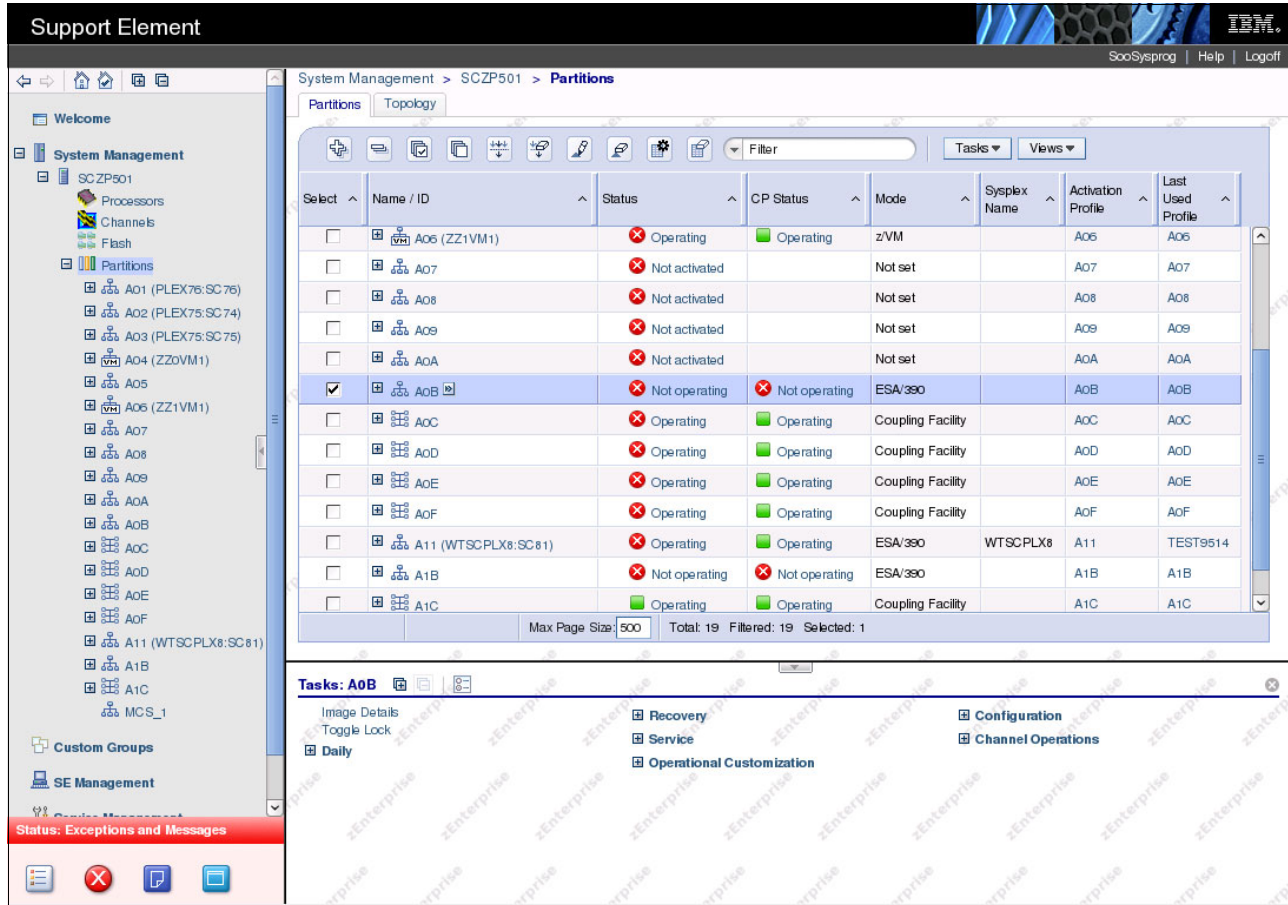 Support Element
IBM.
SooSysprog | Help | Logoff
Welcome
System Management
SCZP501
Processors
Channels
Flash
Partitions
A01 (PLEX76:SC76)
A02 (PLEX75:SC74)
A03 (PLEX75:SC75)
VM A04 (ZZ0VM1)
A05
VM A06 (ZZ1VM1)
A07
A08
A09
A0A
A0B
A0C
A0D
A0E
A0F
A11 (WTSCPLX8:SC81)
A1B
A1C
MCS_1
Custom Groups
SE Management
Status: Exceptions and Messages
System Management > SCZP501 > Partitions
Partitions Topology
Filter Tasks Views
Select Name / ID Status CP Status Mode Sysplex Name Activation Profile Last Used Profile
VM A06 (ZZ1VM1) Operating Operating z/VM A06 A06
A07 Not activated Not set A07 A07
A08 Not activated Not set A08 A08
A09 Not activated Not set A09 A09
A0A Not activated Not set A0A A0A
A0B Not operating Not operating ESA/390 A0B A0B
A0C Operating Operating Coupling Facility A0C A0C
A0D Operating Operating Coupling Facility A0D A0D
A0E Operating Operating Coupling Facility A0E A0E
A0F Operating Operating Coupling Facility A0F A0F
A11 (WTSCPLX8:SC81) Operating Operating ESA/390 WTSCPLX8 A11 TEST9514
A1B Not operating Not operating ESA/390 A1B A1B
A1C Operating Operating Coupling Facility A1C A1C
Max Page Size: 500 Total: 19 Filtered: 19 Selected: 1
Tasks: A0B
Image Details
Toggle Lock
Daily
Recovery
Service
Operational Customization
Configuration
Channel Operations
zEnterprise